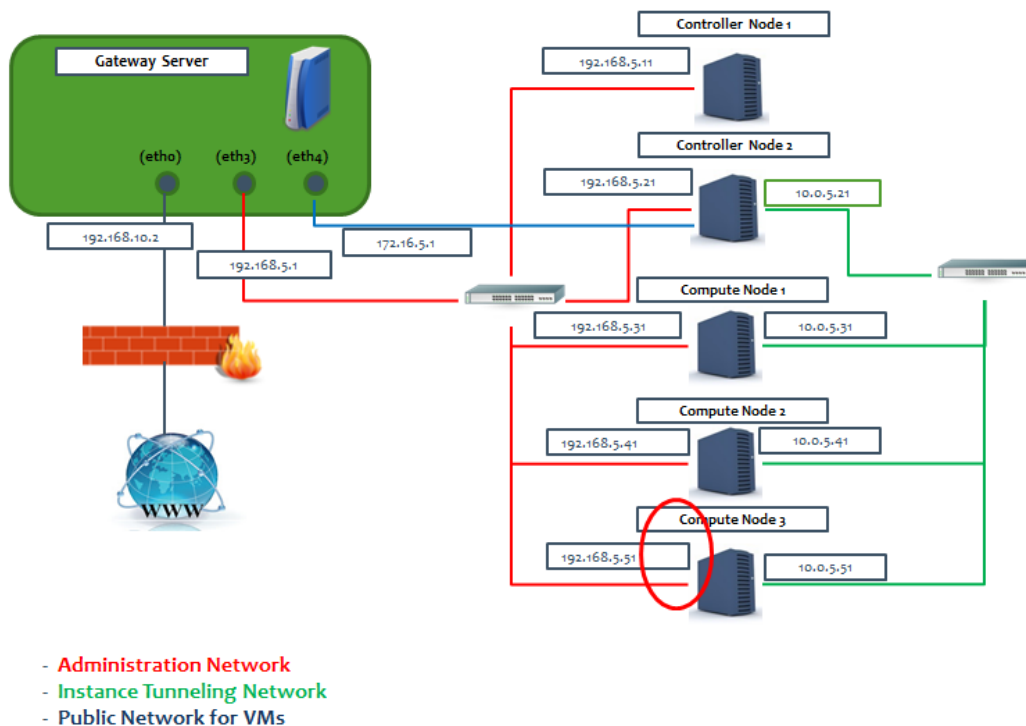 Controller Node 1
Gateway Server
192.168.5.11
Controller Node 2
(eth0) (eth3) (eth4)
192.168.5.21
10.0.5.21
192.168.10.2
172.16.5.1
192.168.5.1
Compute Node 1
192.168.5.31
10.0.5.31
Compute Node 2
192.168.5.41
10.0.5.41
WWW
Compute Node 3
192.168.5.51
10.0.5.51
- Administration Network
- Instance Tunneling Network
- Public Network for VMs